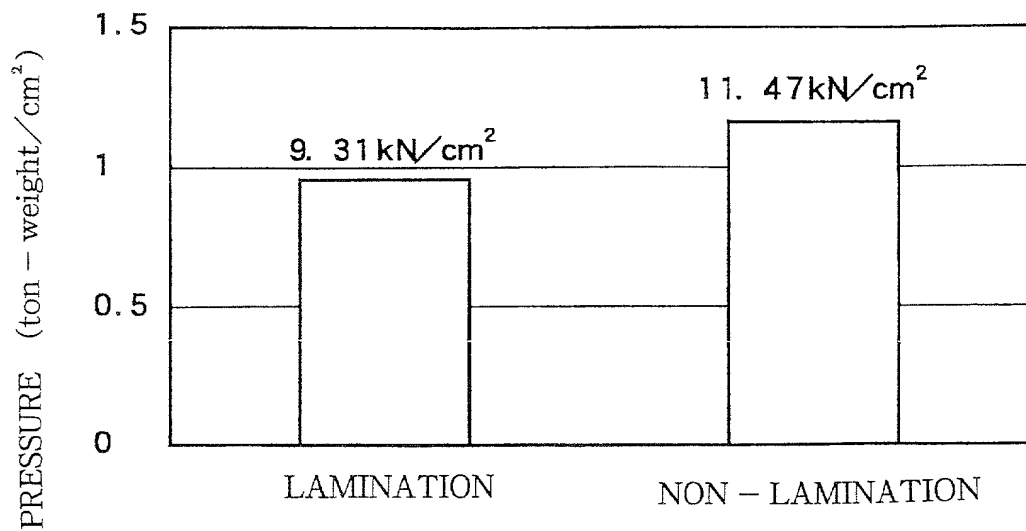 PRESSURE (ton－weight/cm²)
1.5
1
0.5
0
9. 31kN/cm²
11. 47kN/cm²
LAMINATION
NON－LAMINATION